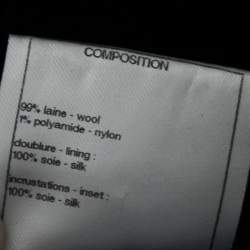 COMPOSITION
99% laine - wool
1% polyamide - nylon
doublure - lining :
100% soie - silk
incrustations - inset :
100% soie - silk